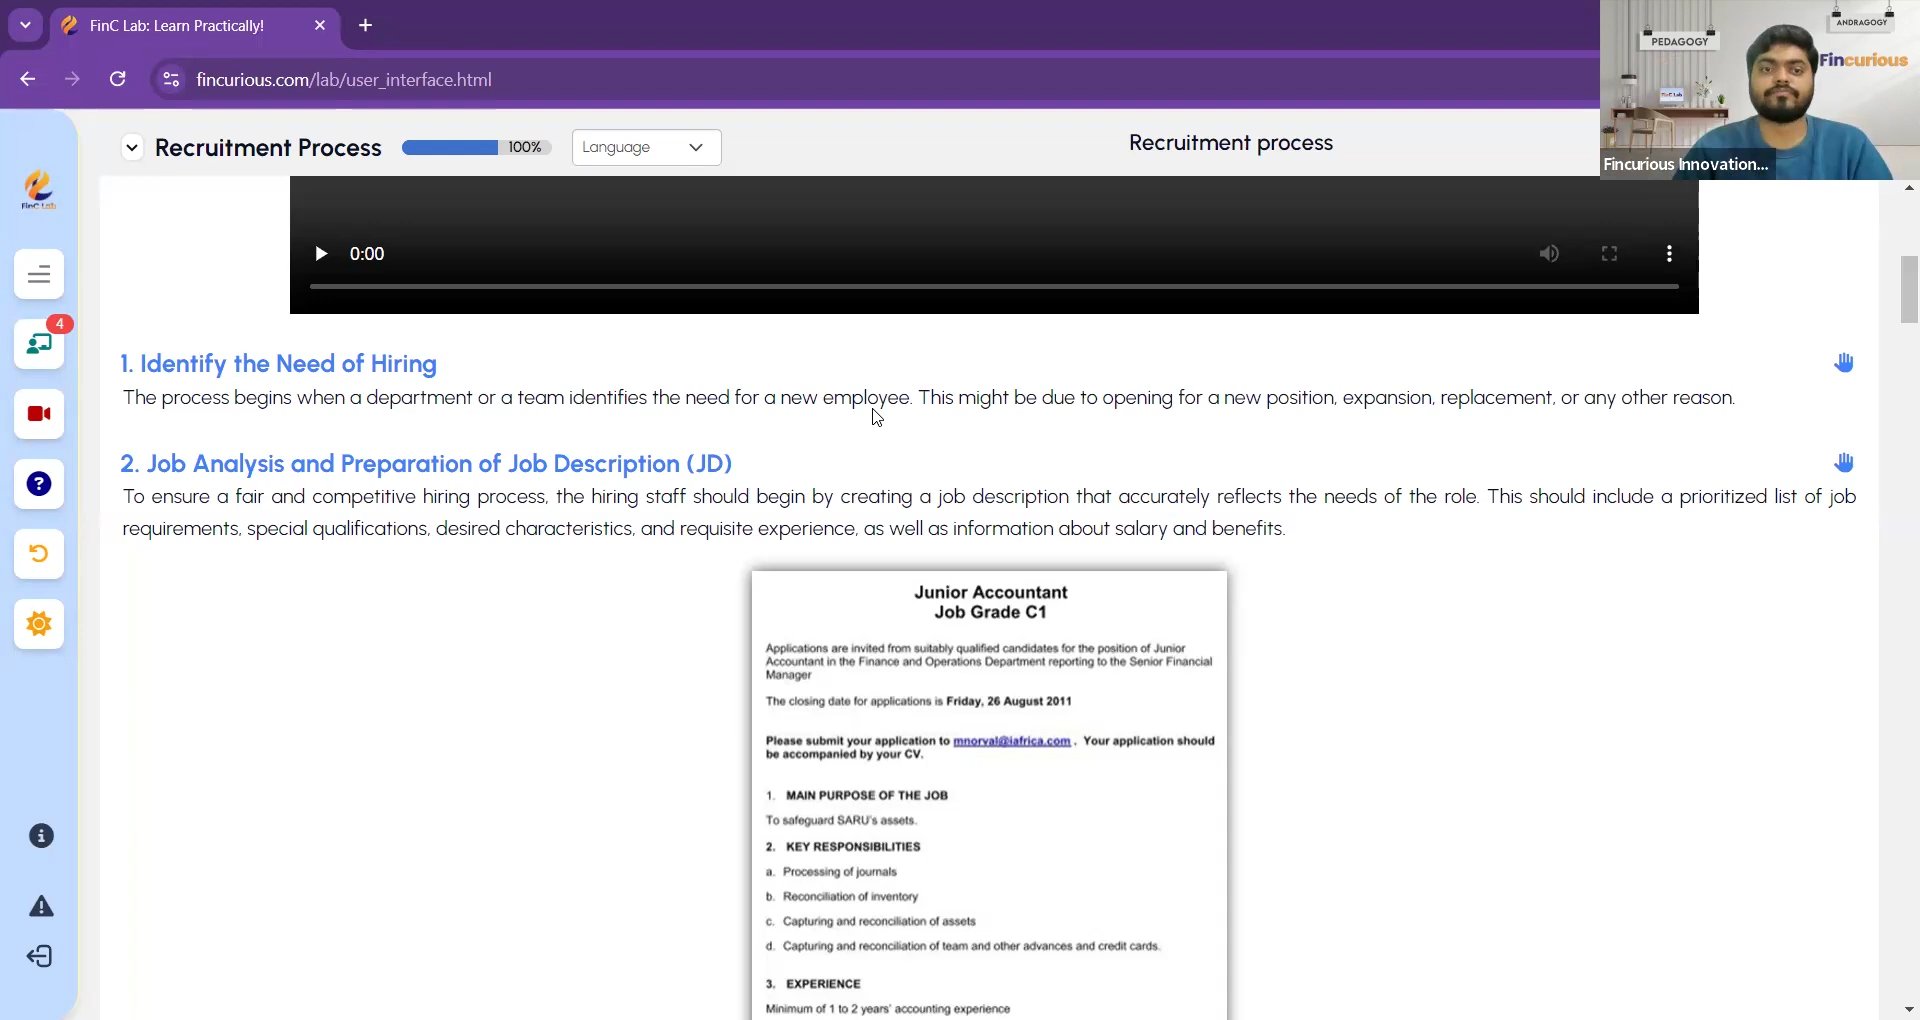 FinC Lab: Learn Practically!
fincurious.com/lab/user_interface.html
PEDAGOGY
ANDRAGOGY
Fincurious
FinC Lab
Fincurious Innovation...
Recruitment Process
100%
Language
Recruitment process
FinC Lab
4
0:00
1. Identify the Need of Hiring
The process begins when a department or a team identifies the need for a new employee. This might be due to opening for a new position, expansion, replacement, or any other reason.
2. Job Analysis and Preparation of Job Description (JD)
To ensure a fair and competitive hiring process, the hiring staff should begin by creating a job description that accurately reflects the needs of the role. This should include a prioritized list of job
requirements, special qualifications, desired characteristics, and requisite experience, as well as information about salary and benefits.
Junior Accountant
Job Grade C1
Applications are invited from suitably qualified candidates for the position of Junior
Accountant in the Finance and Operations Department reporting to the Senior Financial
Manager
The closing date for applications is Friday, 26 August 2011
Please submit your application to mnorval@iafrica.com . Your application should
be accompanied by your CV.
1. MAIN PURPOSE OF THE JOB
To safeguard SARU's assets.
2. KEY RESPONSIBILITIES
a. Processing of journals
b. Reconciliation of inventory
c. Capturing and reconciliation of assets
d. Capturing and reconciliation of team and other advances and credit cards.
3. EXPERIENCE
Minimum of 1 to 2 years' accounting experience